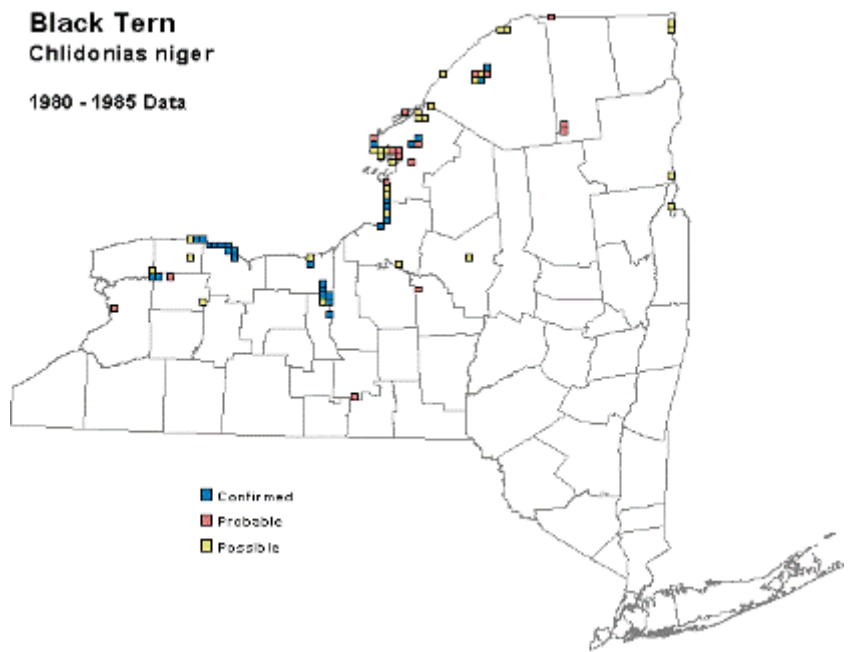 Black Tern
Chlidonias niger
1980 - 1985 Data
Confirmed
Probable
Possible